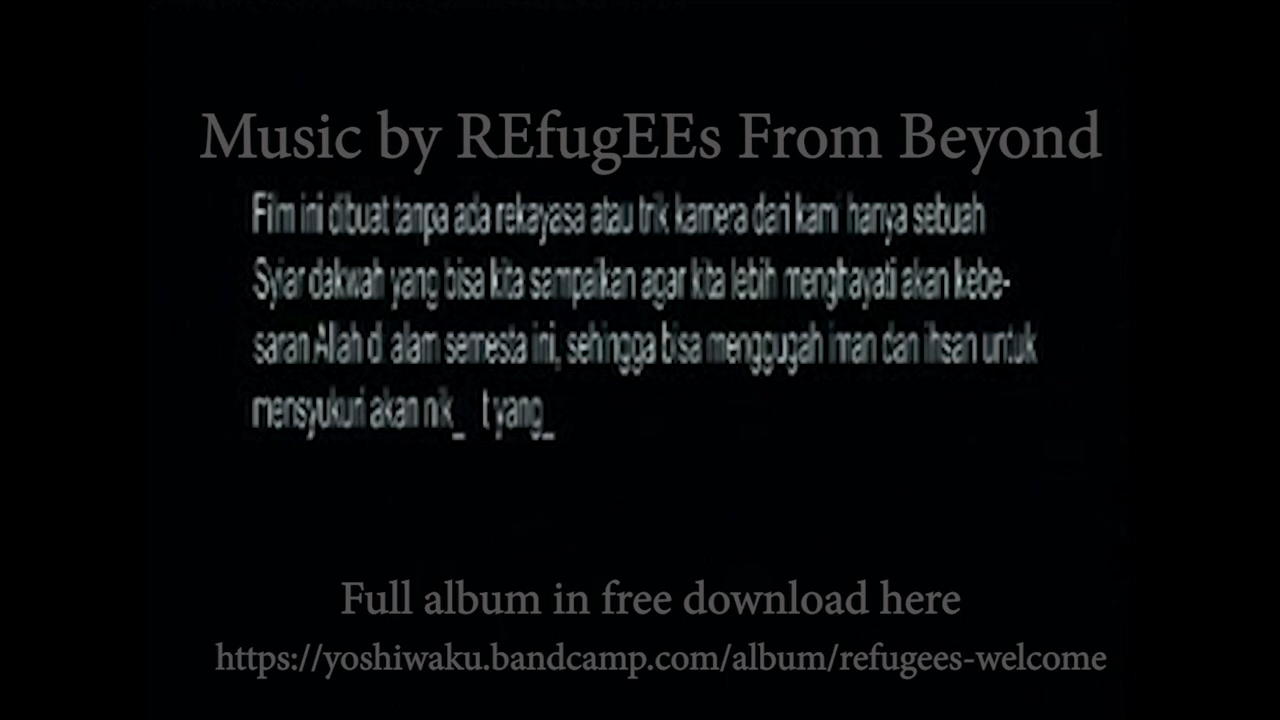 Music by REfugEEs From Beyond
Film ini dibuat tanpa ada rekayasa atau trik kamera dari kami hanya sebuah
Syiar dakwah yang bisa kita sampaikan agar kita lebih menghayati akan kebe-
saran Allah di alam semesta ini, sehingga bisa menggugah iman dan ihsan untuk
mensyukuri akan nik_ t yang_
Full album in free download here
https://yoshiwaku.bandcamp.com/album/refugees-welcome